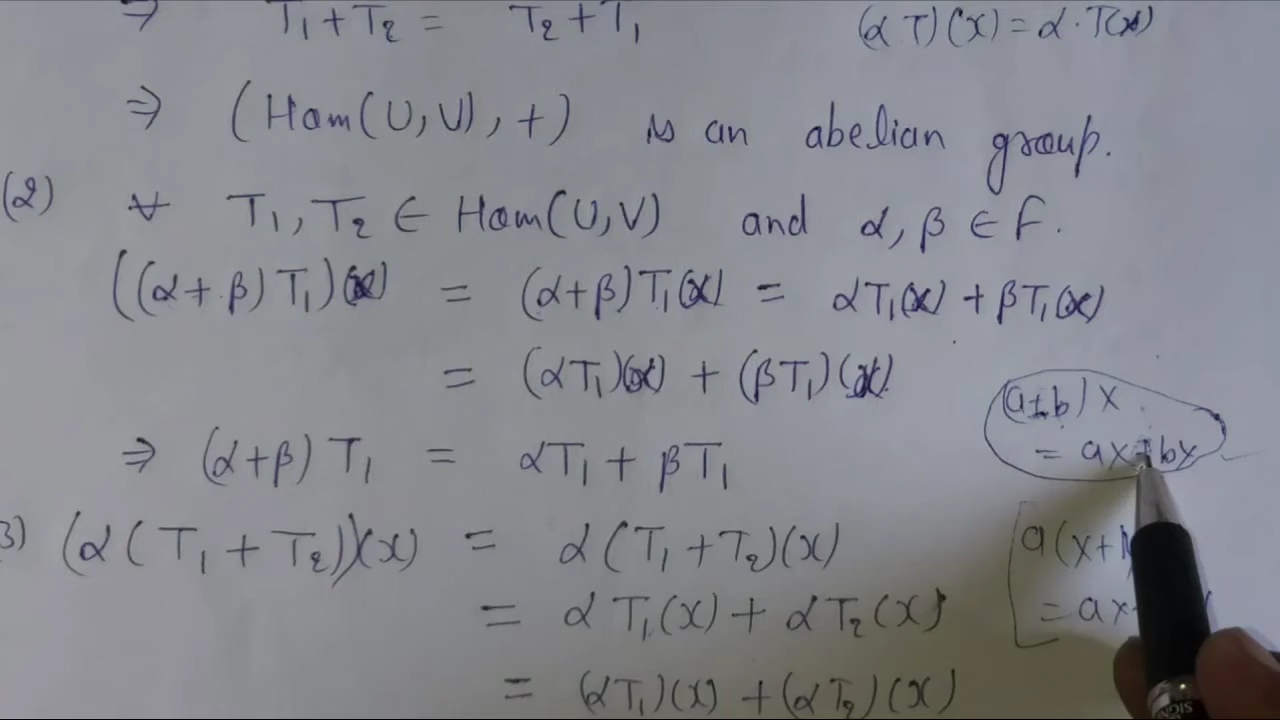 ⇒ T₁+T₂ = T₂+T₁
(αT)(x) = α·T(x)
⇒ (Hom(U,V),+) is an abelian group.
(2) ∀ T₁,T₂ ∈ Hom(U,V) and α,β ∈ F.
((α+β)T₁)(x) = (α+β)T₁(x) = αT₁(x)+βT₁(x)
= (αT₁)(x) + (βT₁)(x)
(a+b)x
= ax+bx
⇒ (α+β)T₁ = αT₁+βT₁
3) (α(T₁+T₂))(x) = α(T₁+T₂)(x)
= αT₁(x)+αT₂(x)
= (αT₁)(x)+(αT₂)(x)
a(x+
= ax